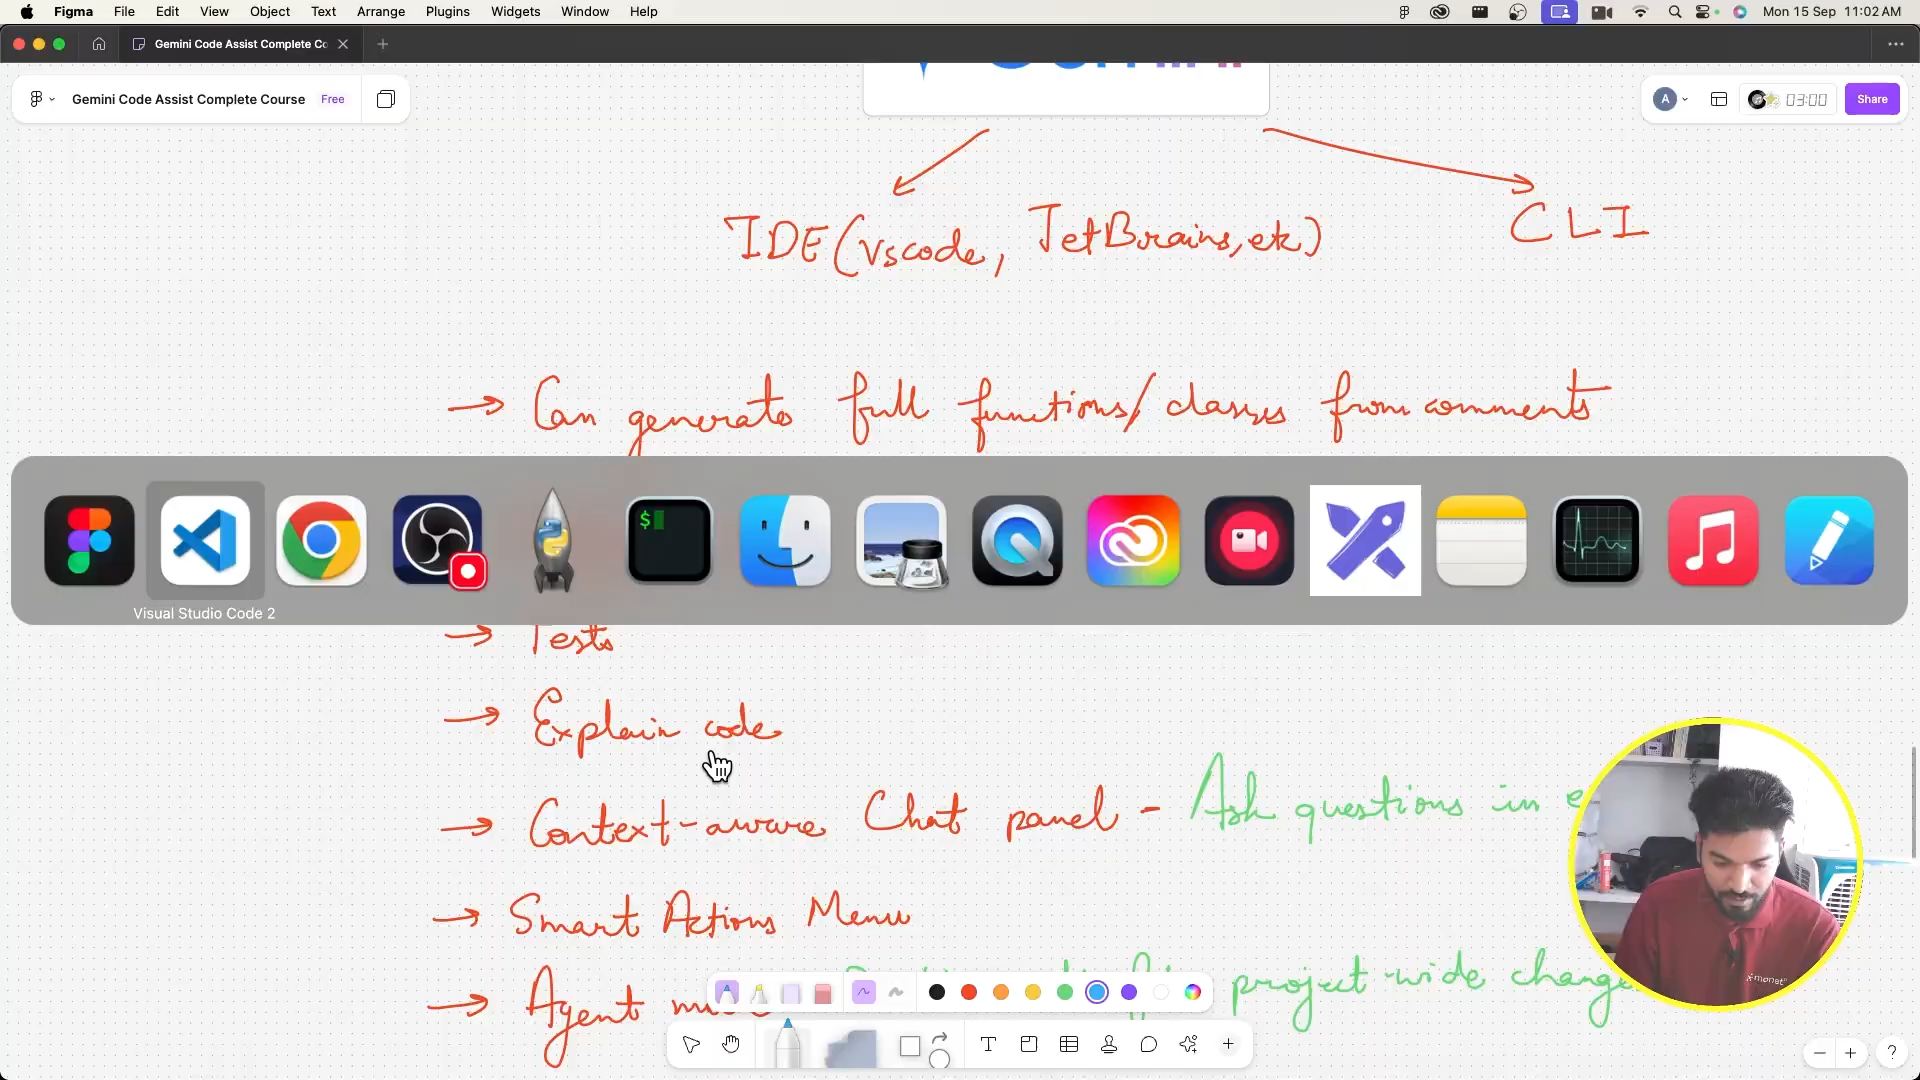 Figma File Edit View Object Text Arrange Plugins Widgets Window Help Mon 15 Sep 11:02 AM
Gemini Code Assist Complete Co
Gemini Code Assist Complete Course Free
A 03:00 Share
IDE (Vscode, JetBrains, etc) CLI
→ Can generate full functions/classes from comments
$
Visual Studio Code 2
→ Tests
→ Explain code
→ Context-aware Chat panel - Ask questions in
→ Smart Actions Menu
→ Agent project-wide
monst
T
?